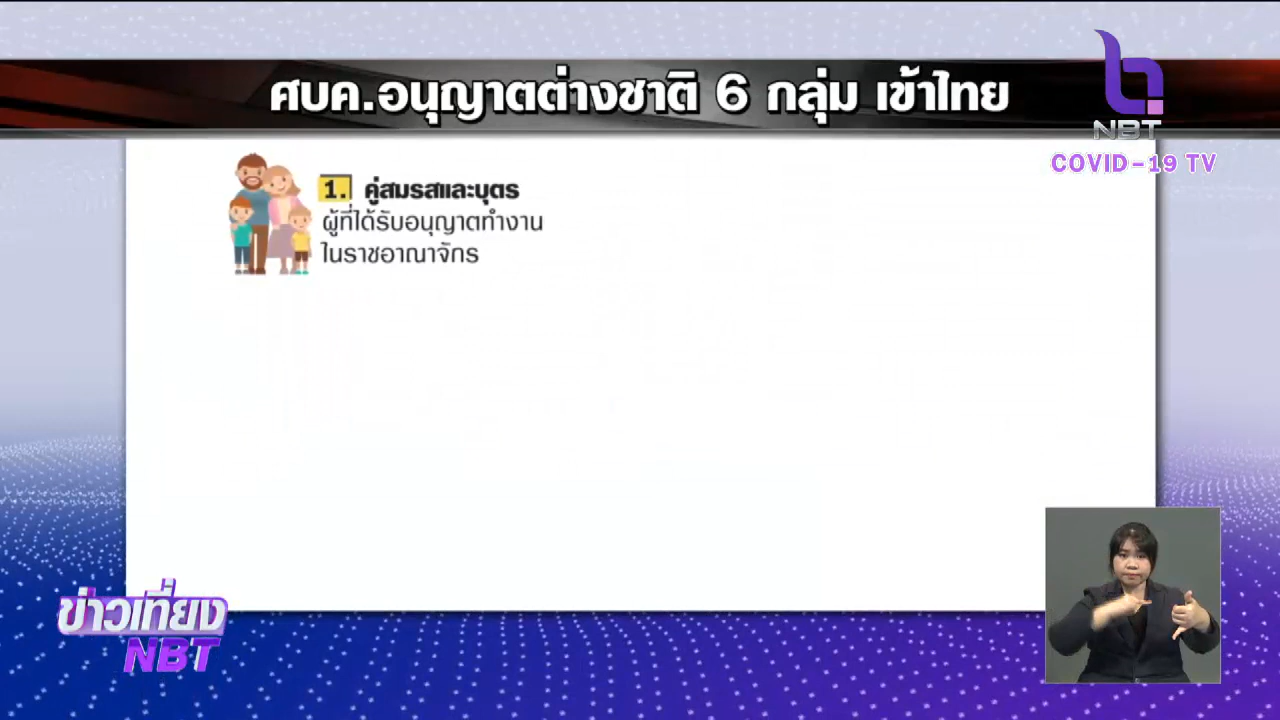 ศบค.อนุญาตต่างชาติ 6 กลุ่ม เข้าไทย
NBT
COVID-19 TV
1. คู่สมรสและบุตร
ผู้ที่ได้รับอนุญาตทำงาน
ในราชอาณาจักร
ข่าวเที่ยง
NBT